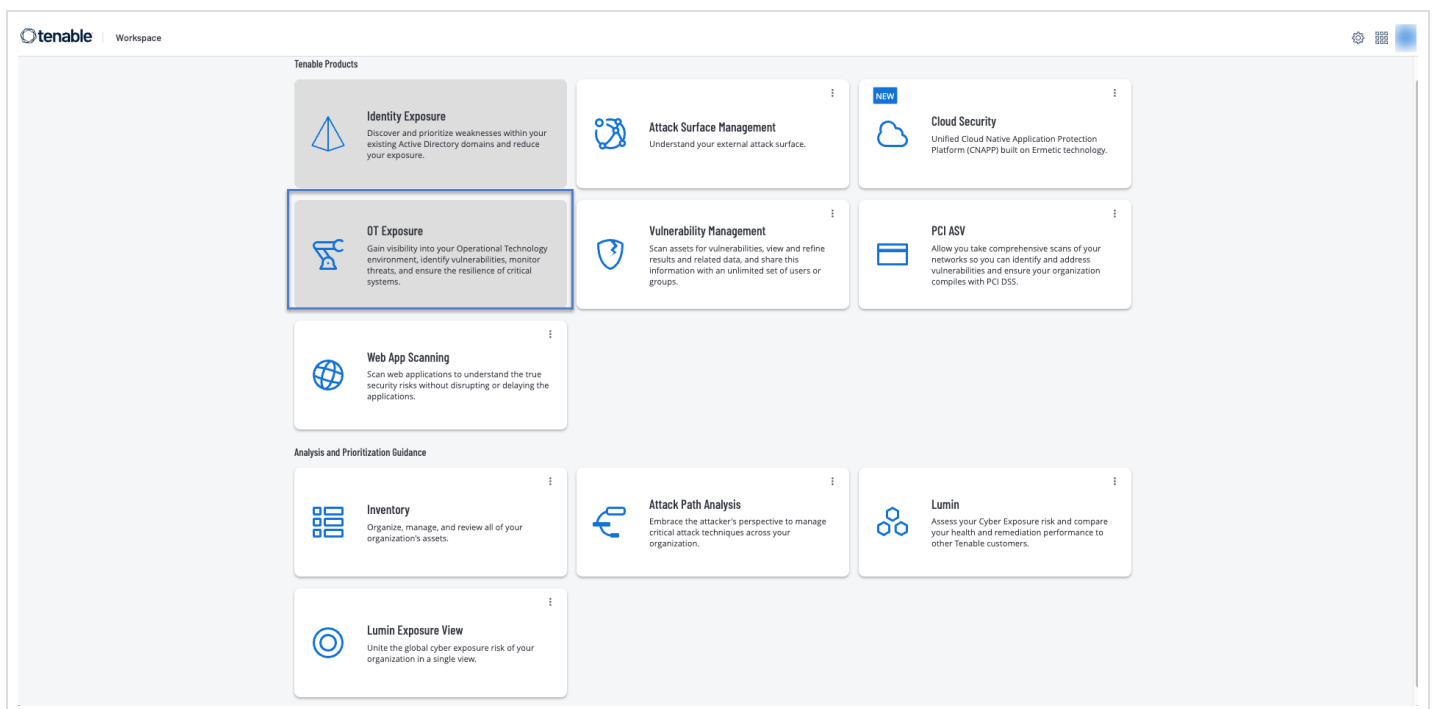 tenable Workspace
Tenable Products
Identity Exposure
Discover and prioritize weaknesses within your
existing Active Directory domains and reduce
your exposure.
Attack Surface Management
Understand your external attack surface.
NEW
Cloud Security
Unified Cloud Native Application Protection
Platform (CNAPP) built on Ermetic technology.
OT Exposure
Gain visibility into your Operational Technology
environment, identify vulnerabilities, monitor
threats, and ensure the resilience of critical
systems.
Vulnerability Management
Scan assets for vulnerabilities, view and refine
results and related data, and share this
information with an unlimited set of users or
groups.
PCI ASV
Allow you take comprehensive scans of your
networks so you can identify and address
vulnerabilities and ensure your organization
compiles with PCI DSS.
Web App Scanning
Scan web applications to understand the true
security risks without disrupting or delaying the
applications.
Analysis and Prioritization Guidance
Inventory
Organize, manage, and review all of your
organization's assets.
Attack Path Analysis
Embrace the attacker's perspective to manage
critical attack techniques across your
organization.
Lumin
Assess your Cyber Exposure risk and compare
your health and remediation performance to
other Tenable customers.
Lumin Exposure View
Unite the global cyber exposure risk of your
organization in a single view.